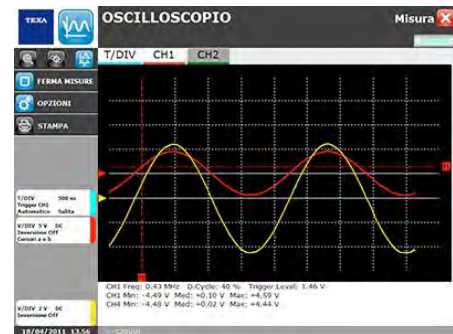 TEXA
OSCILLOSCOPIO
Misura
T/DIV CH1 CH2
FERMA MISURE
OPZIONI
STAMPA
T/DIV 500 ns
Trigger CH1
Automatico Salita
V/DIV 5 V DC
Inversione Off
Cursori a e b
V/DIV 2 V DC
Inversione Off
CH1 Freq: 0.43 MHz D.Cycle: 40 % Trigger Level: 1.46 V
CH1 Min: -4,49 V Med: +0,10 V Max: +4,59 V
CH4 Min: -4,48 V Med: +0,02 V Max: +4,44 V
18/04/2011 13.56